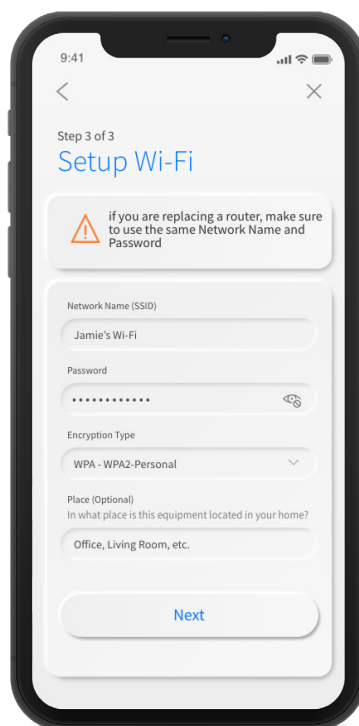 9:41
Step 3 of 3
Setup Wi-Fi
if you are replacing a router, make sure
to use the same Network Name and
Password
Network Name (SSID)
Jamie's Wi-Fi
Password
••••••••••••
Encryption Type
WPA - WPA2-Personal
Place (Optional)
In what place is this equipment located in your home?
Office, Living Room, etc.
Next